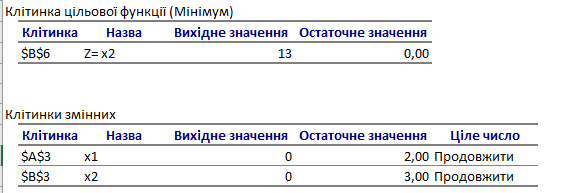 Клітинка цільової функції (Мінімум)
Клітинка Назва Вихідне значення Остаточне значення
$B$6 Z= x2 13 0,00
Клітинки змінних
Клітинка Назва Вихідне значення Остаточне значення Ціле число
$A$3 x1 0 2,00 Продовжити
$B$3 x2 0 3,00 Продовжити